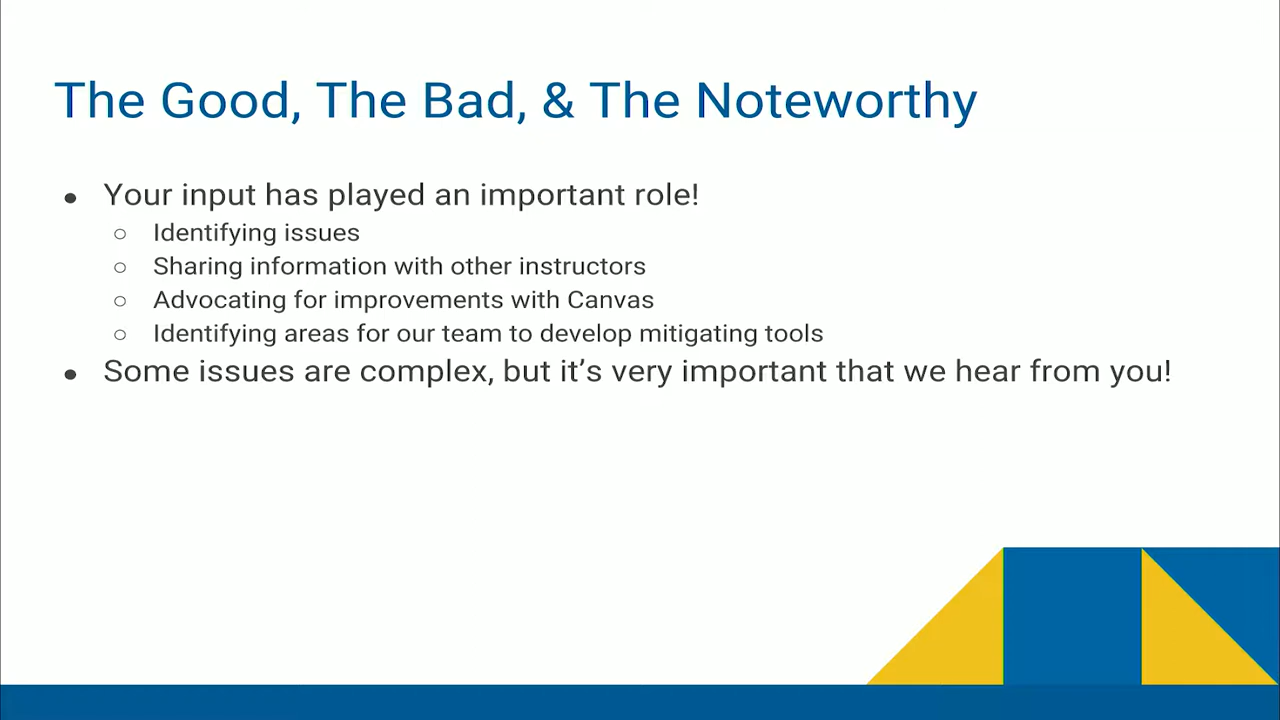 The Good, The Bad, & The Noteworthy
● Your input has played an important role!
○ Identifying issues
○ Sharing information with other instructors
○ Advocating for improvements with Canvas
○ Identifying areas for our team to develop mitigating tools
● Some issues are complex, but it’s very important that we hear from you!